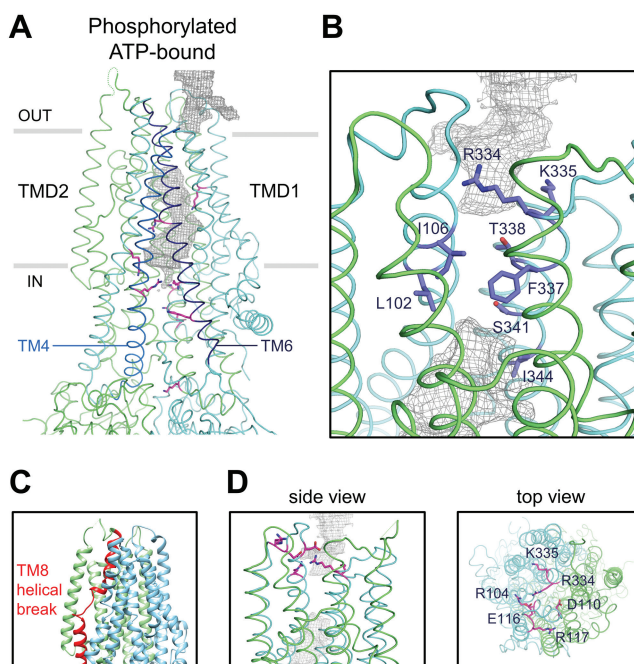 A
Phosphorylated
ATP-bound
OUT
TMD2
TMD1
IN
TM4
TM6
B
R334
K335
I106
T338
F337
L102
S341
I344
C
TM8
helical
break
D
side view
top view
K335
R334
R104
D110
E116
R117